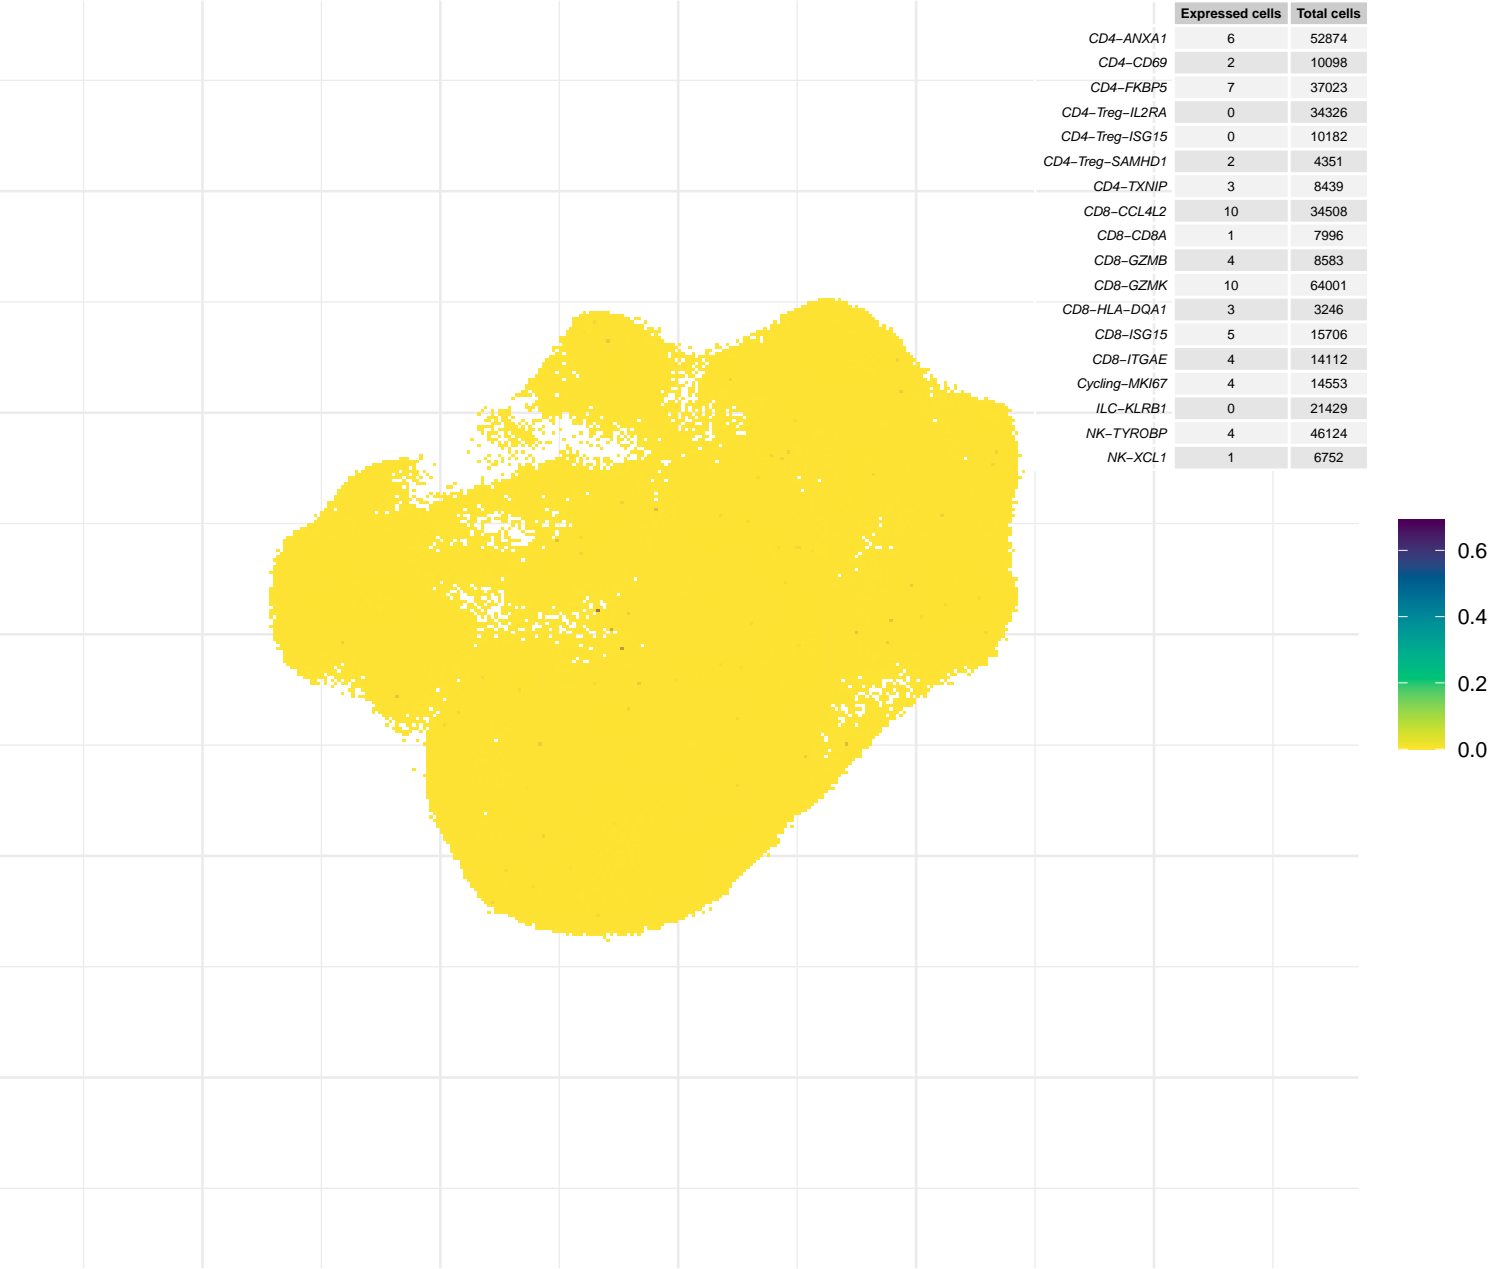 Expressed cells Total cells
CD4−ANXA1 6 52874
CD4−CD69 2 10098
CD4−FKBP5 7 37023
CD4−Treg−IL2RA 0 34326
CD4−Treg−ISG15 0 10182
CD4−Treg−SAMHD1 2 4351
CD4−TXNIP 3 8439
CD8−CCL4L2 10 34508
CD8−CD8A 1 7996
CD8−GZMB 4 8583
CD8−GZMK 10 64001
CD8−HLA−DQA1 3 3246
CD8−ISG15 5 15706
CD8−ITGAE 4 14112
Cycling−MKI67 4 14553
ILC−KLRB1 0 21429
NK−TYROBP 4 46124
NK−XCL1 1 6752
0.6
0.4
0.2
0.0